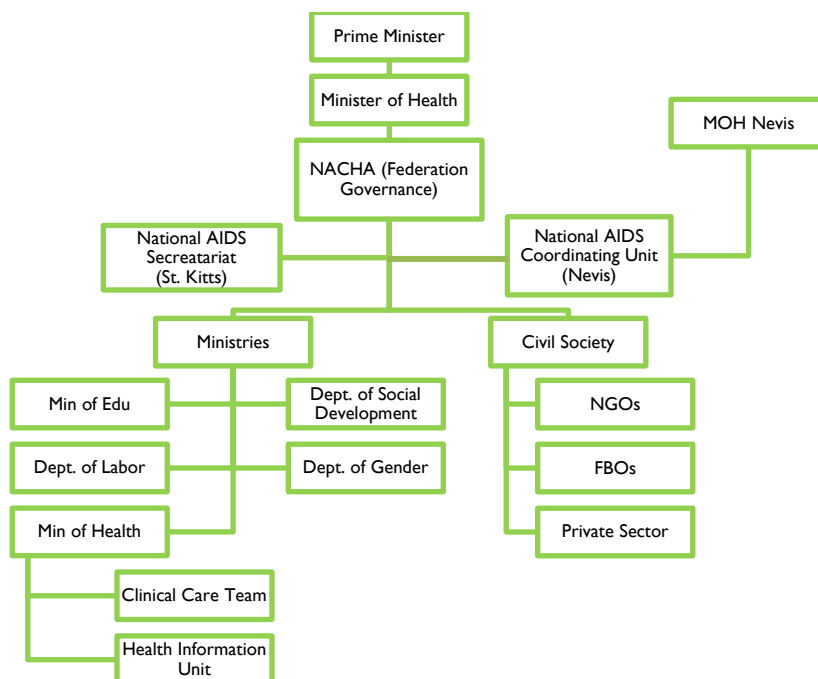 Prime Minister
Minister of Health
MOH Nevis
NACHA (Federation
Governance)
National AIDS
Secreatariat
(St. Kitts)
National AIDS
Coordinating Unit
(Nevis)
Ministries
Civil Society
Min of Edu
Dept. of Social
Development
NGOs
Dept. of Labor
Dept. of Gender
FBOs
Min of Health
Private Sector
Clinical Care Team
Health Information
Unit